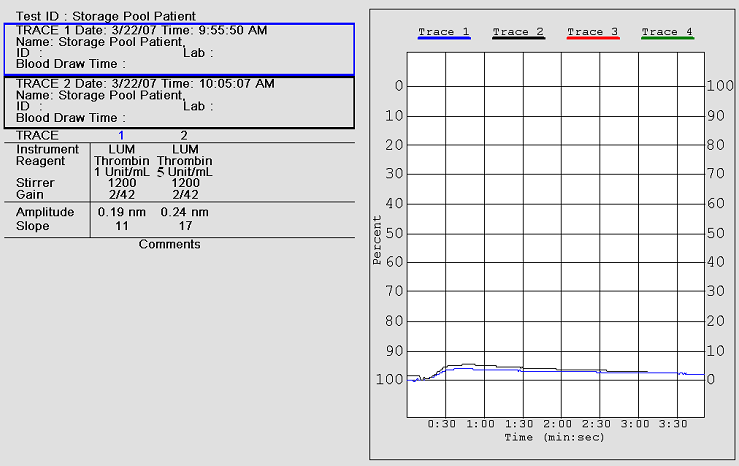 Test ID : Storage Pool Patient
TRACE 1 Date: 3/22/07 Time: 9:55:50 AM
Name: Storage Pool Patient,
ID : Lab :
Blood Draw Time :
TRACE 2 Date: 3/22/07 Time: 10:05:07 AM
Name: Storage Pool Patient,
ID : Lab :
Blood Draw Time :
TRACE 1 2
Instrument LUM LUM
Reagent Thrombin Thrombin
1 Unit/mL 5 Unit/mL
Stirrer 1200 1200
Gain 2/42 2/42
Amplitude 0.19 nm 0.24 nm
Slope 11 17
Comments
Trace 1 Trace 2 Trace 3 Trace 4
0 100
10 90
20 80
30 70
40 60
50 50
60 40
70 30
80 20
90 10
100 0
Percent
0:30 1:00 1:30 2:00 2:30 3:00 3:30
Time (min:sec)